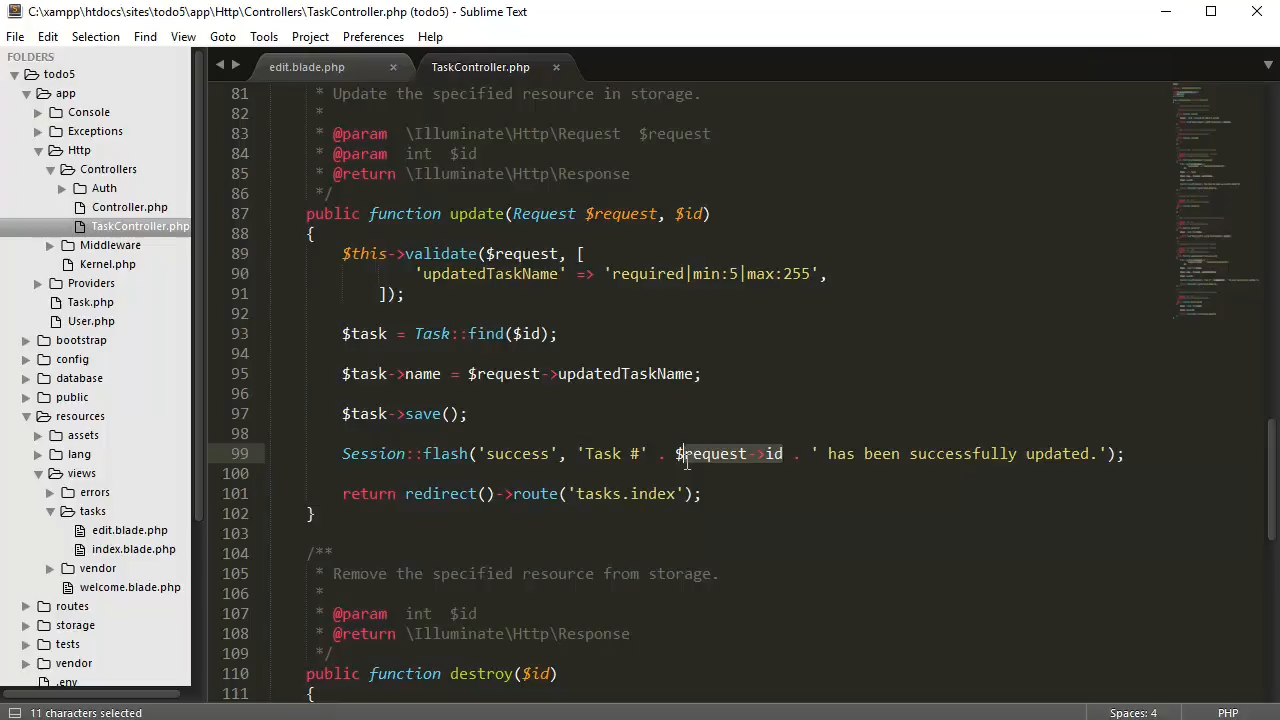 C:\xampp\htdocs\sites\todo5\app\Http\Controllers\TaskController.php (todo5) - Sublime Text
File Edit Selection Find View Goto Tools Project Preferences Help
FOLDERS
todo5
app
Console
Exceptions
Http
Controllers
Auth
Controller.php
TaskController.php
Middleware
Kernel.php
Providers
Task.php
User.php
bootstrap
config
database
public
resources
assets
lang
views
errors
tasks
edit.blade.php
index.blade.php
vendor
welcome.blade.php
routes
storage
tests
vendor
.env
edit.blade.php × TaskController.php ×
81 * Update the specified resource in storage.
82 *
83 * @param \Illuminate\Http\Request $request
84 * @param int $id
85 * @return \Illuminate\Http\Response
86 */
87 public function update(Request $request, $id)
88 {
89 $this->validate($request, [
90 'updatedTaskName' => 'required|min:5|max:255',
91 ]);
92
93 $task = Task::find($id);
94
95 $task->name = $request->updatedTaskName;
96
97 $task->save();
98
99 Session::flash('success', 'Task #' . $request->id . ' has been successfully updated.');
100
101 return redirect()->route('tasks.index');
102 }
103
104 /**
105 * Remove the specified resource from storage.
106 *
107 * @param int $id
108 * @return \Illuminate\Http\Response
109 */
110 public function destroy($id)
111 {
11 characters selected Spaces: 4 PHP